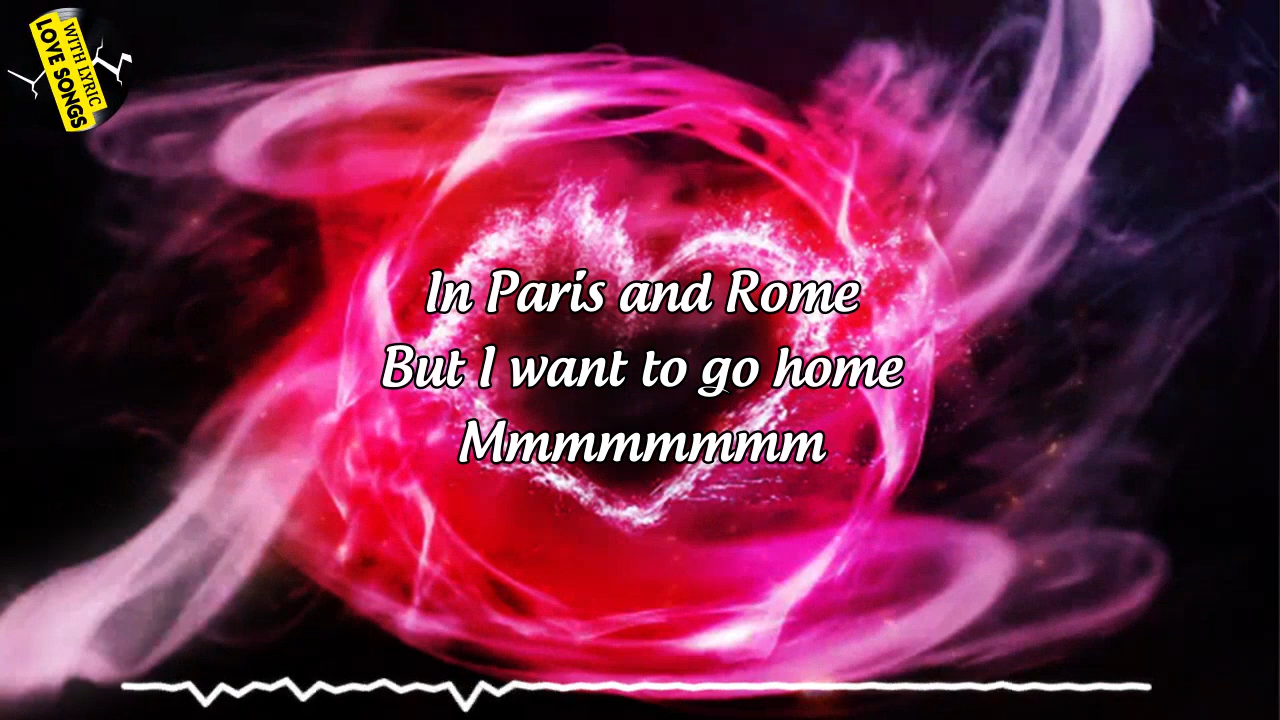 WITH LYRIC
LOVE SONGS
In Paris and Rome
But I want to go home
Mmmmmmmm